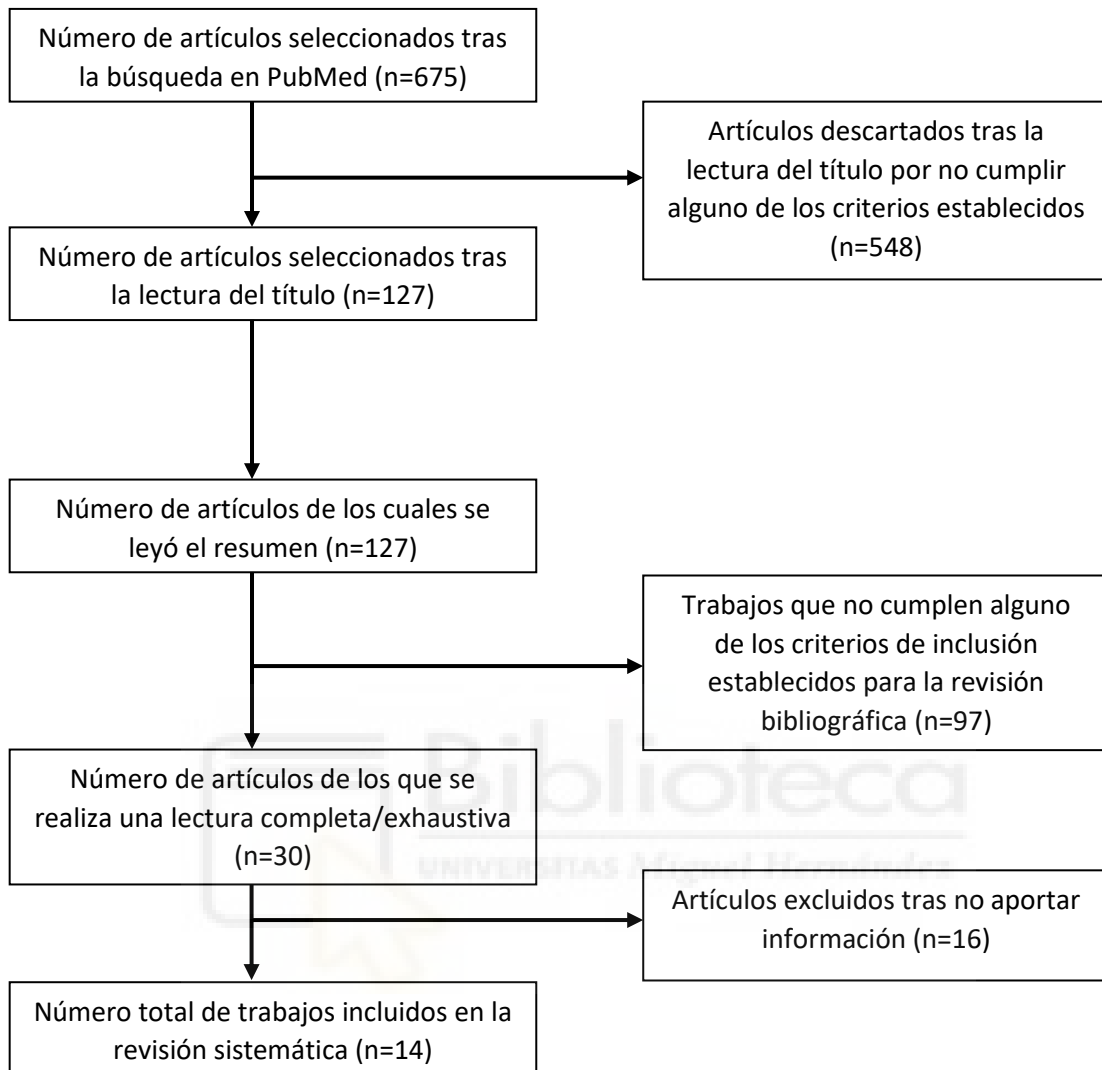 Número de artículos seleccionados tras
la búsqueda en PubMed (n=675)
Artículos descartados tras la
lectura del título por no cumplir
alguno de los criterios establecidos
(n=548)
Número de artículos seleccionados tras
la lectura del título (n=127)
Número de artículos de los cuales se
leyó el resumen (n=127)
Trabajos que no cumplen alguno
de los criterios de inclusión
establecidos para la revisión
bibliográfica (n=97)
Número de artículos de los que se
realiza una lectura completa/exhaustiva
(n=30)
Biblioteca
UNIVERSITAS Miguel Hernández
Artículos excluidos tras no aportar
información (n=16)
Número total de trabajos incluidos en la
revisión sistemática (n=14)